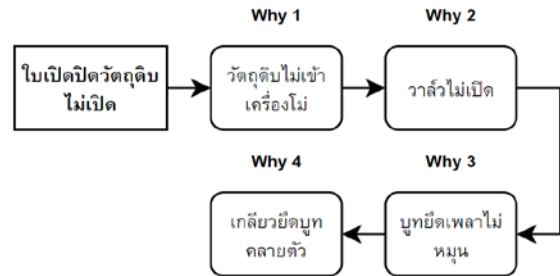 Why 1
Why 2
ใบเปิดปิดวัตถุดิบ
ไม่เปิด
วัตถุดิบไม่เข้า
เครื่องโม่
วาล์วไม่เปิด
Why 4
Why 3
เกลียวยึดบูท
คลายตัว
บูทยึดเพลาไม่
หมุน